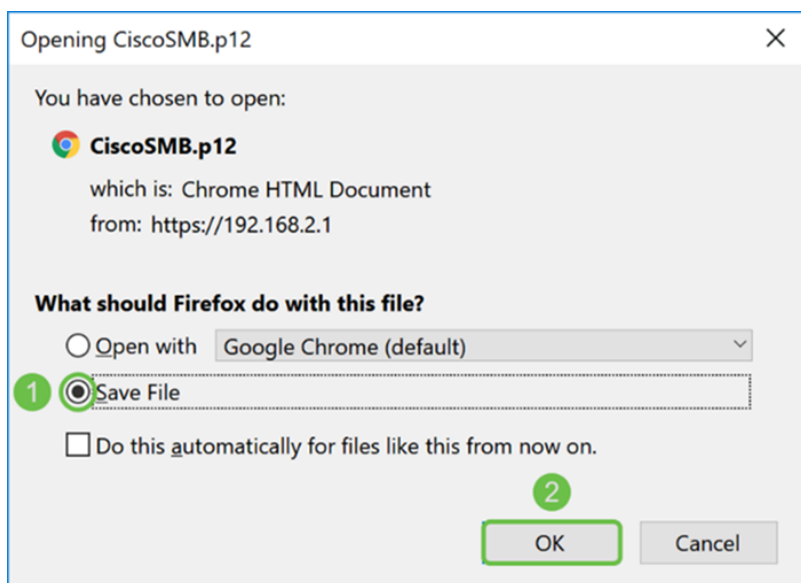 Opening CiscoSMB.p12
You have chosen to open:
CiscoSMB.p12
which is: Chrome HTML Document
from: https://192.168.2.1
What should Firefox do with this file?
Open with Google Chrome (default)
1 Save File
Do this automatically for files like this from now on.
2
OK Cancel